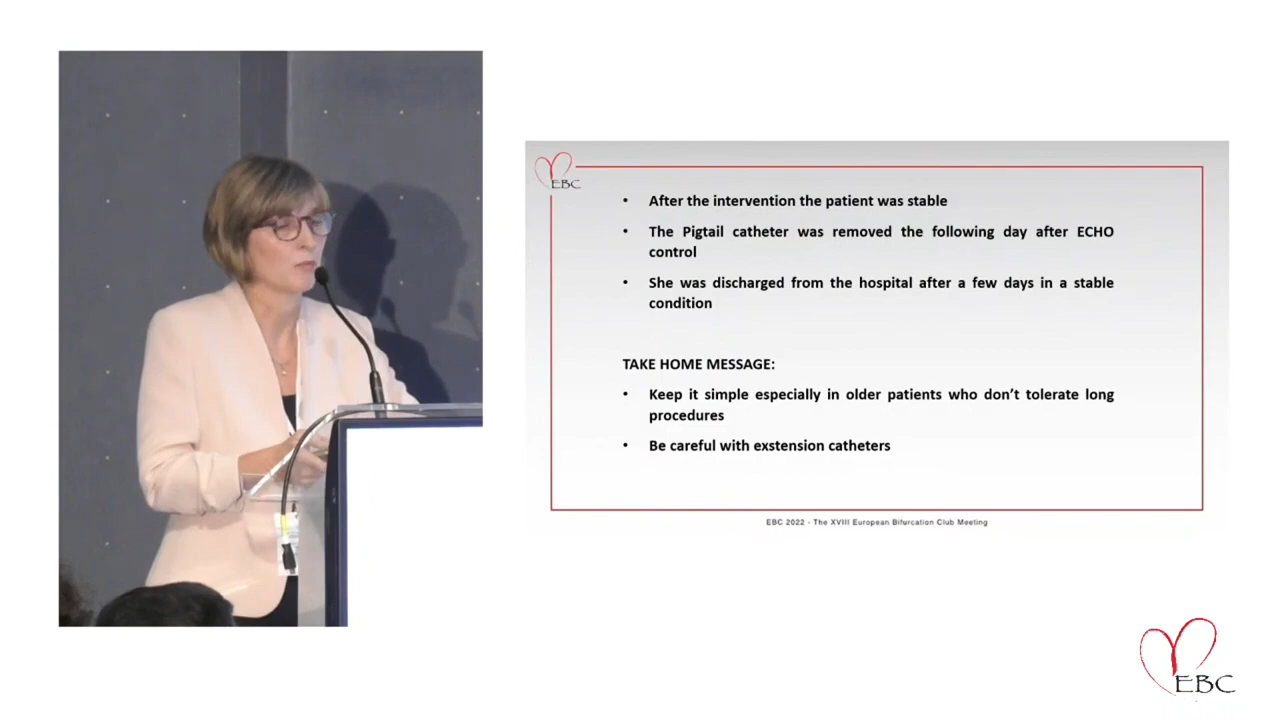 EBC
• After the intervention the patient was stable
• The Pigtail catheter was removed the following day after ECHO
control
• She was discharged from the hospital after a few days in a stable
condition
TAKE HOME MESSAGE:
• Keep it simple especially in older patients who don't tolerate long
procedures
• Be careful with exstension catheters
EBC 2022 - The XVIII European Bifurcation Club Meeting
EBC